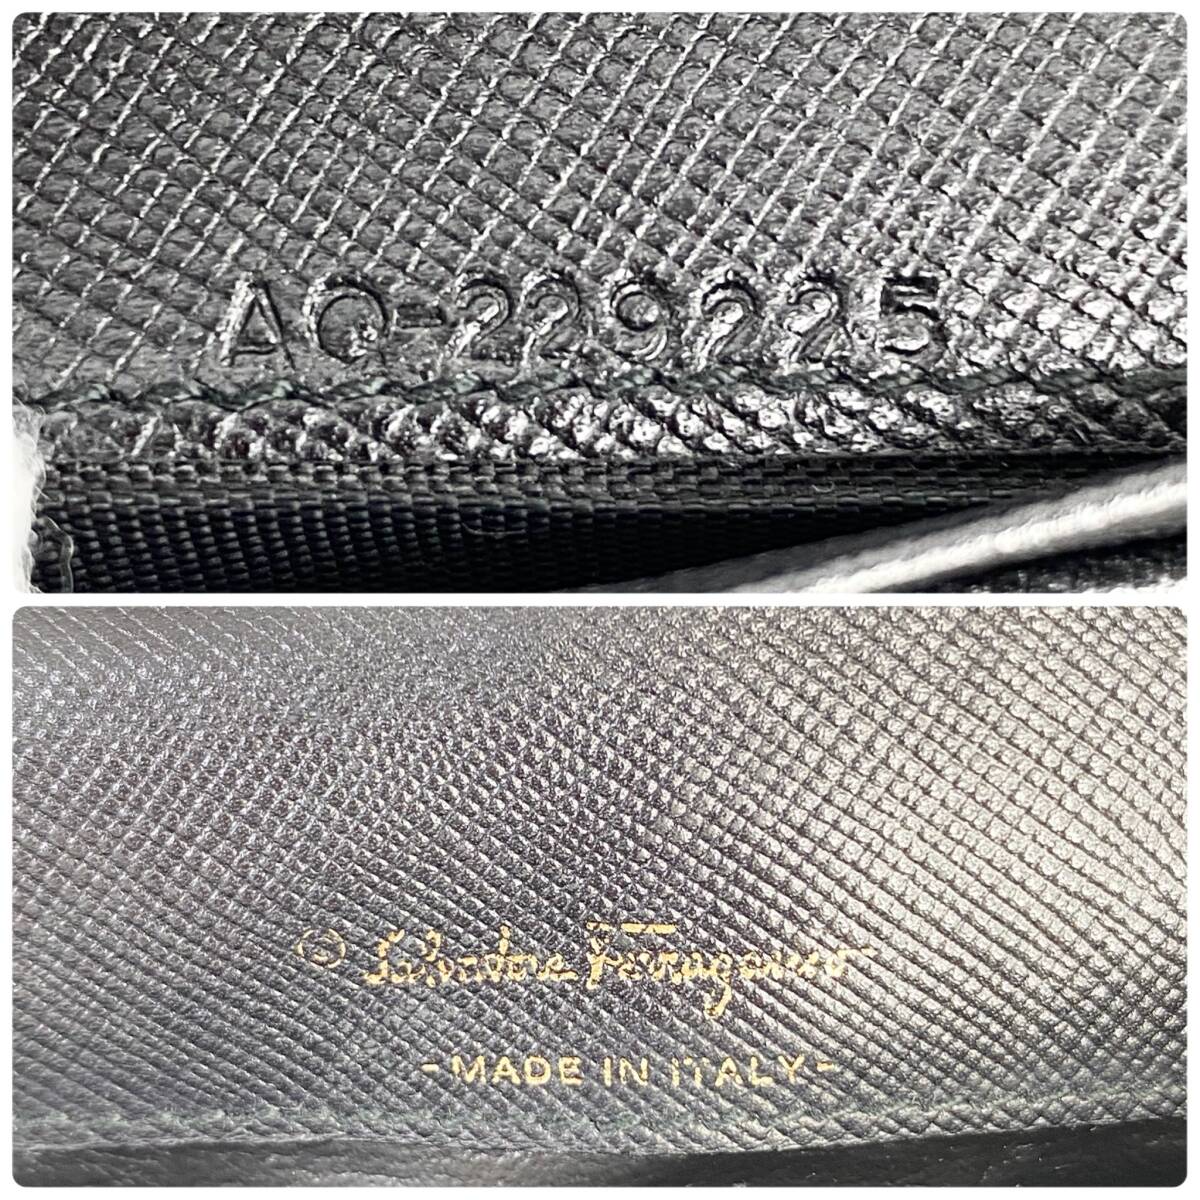 AQ-229225
© Salvatore Ferragamo
-MADE IN ITALY-